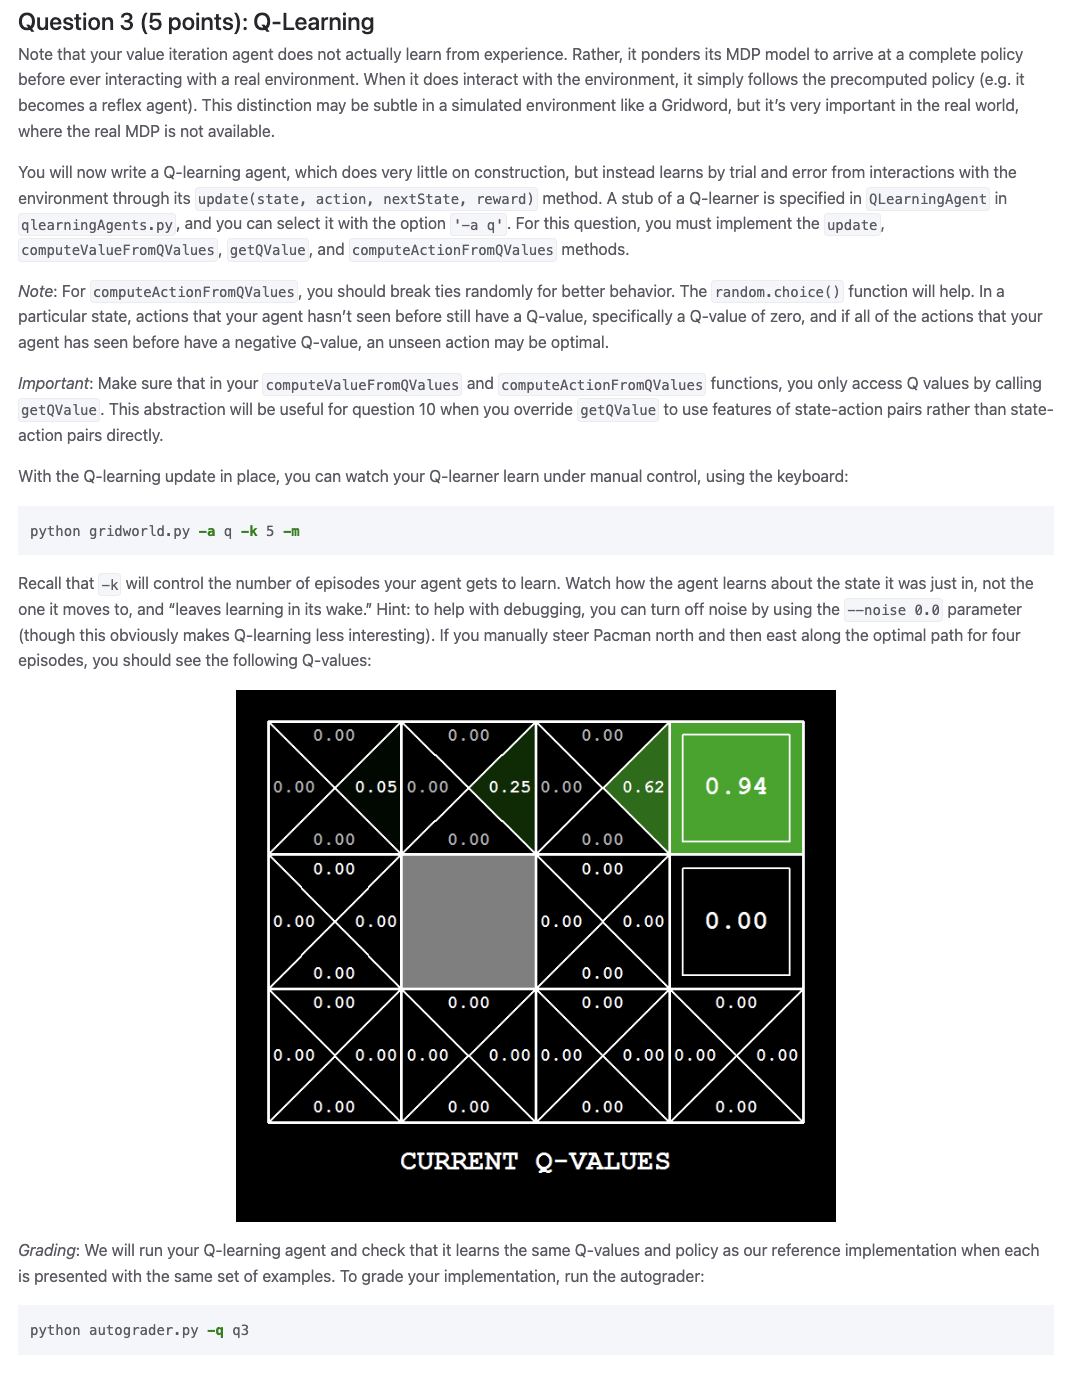 Question 3 (5 points): Q-Learning
Note that your value iteration agent does not actually learn from experience. Rather, it ponders its MDP model to arrive at a complete policy
before ever interacting with a real environment. When it does interact with the environment, it simply follows the precomputed policy (e.g. it
becomes a reflex agent). This distinction may be subtle in a simulated environment like a Gridword, but it’s very important in the real world,
where the real MDP is not available.
You will now write a Q-learning agent, which does very little on construction, but instead learns by trial and error from interactions with the
environment through its update(state, action, nextState, reward) method. A stub of a Q-learner is specified in QLearningAgent in
qlearningAgents.py, and you can select it with the option '-a q'. For this question, you must implement the update,
computeValueFromQValues, getQValue, and computeActionFromQValues methods.
Note: For computeActionFromQValues, you should break ties randomly for better behavior. The random.choice() function will help. In a
particular state, actions that your agent hasn’t seen before still have a Q-value, specifically a Q-value of zero, and if all of the actions that your
agent has seen before have a negative Q-value, an unseen action may be optimal.
Important: Make sure that in your computeValueFromQValues and computeActionFromQValues functions, you only access Q values by calling
getQValue. This abstraction will be useful for question 10 when you override getQValue to use features of state-action pairs rather than state-
action pairs directly.
With the Q-learning update in place, you can watch your Q-learner learn under manual control, using the keyboard:
python gridworld.py -a q -k 5 -m
Recall that -k will control the number of episodes your agent gets to learn. Watch how the agent learns about the state it was just in, not the
one it moves to, and “leaves learning in its wake.” Hint: to help with debugging, you can turn off noise by using the --noise 0.0 parameter
(though this obviously makes Q-learning less interesting). If you manually steer Pacman north and then east along the optimal path for four
episodes, you should see the following Q-values:
0.00 0.00 0.00
0.00 0.05 0.00 0.25 0.00 0.62 0.94
0.00 0.00 0.00
0.00 0.00
0.00 0.00 0.00 0.00 0.00
0.00 0.00
0.00 0.00 0.00 0.00
0.00 0.00 0.00 0.00 0.00 0.00 0.00 0.00
0.00 0.00 0.00 0.00
CURRENT Q-VALUES
Grading: We will run your Q-learning agent and check that it learns the same Q-values and policy as our reference implementation when each
is presented with the same set of examples. To grade your implementation, run the autograder:
python autograder.py -q q3